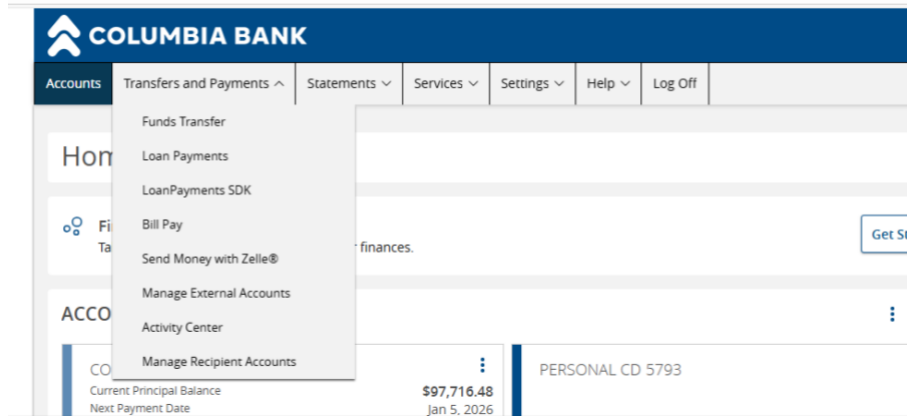 COLUMBIA BANK
Accounts Transfers and Payments Statements Services Settings Help Log Off
Funds Transfer
Loan Payments
LoanPayments SDK
Bill Pay
Send Money with Zelle®
Manage External Accounts
Activity Center
Manage Recipient Accounts
Hom
Fi
Ta finances.
Get St
ACCO
CO
Current Principal Balance $97,716.48
Next Payment Date Jan 5, 2026
PERSONAL CD 5793